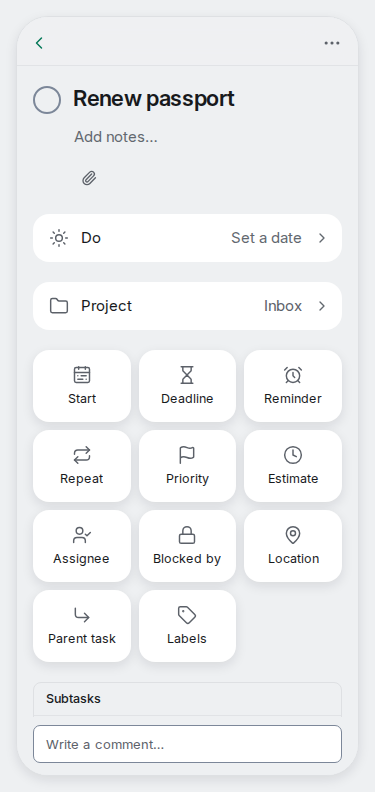 Renew passport
Add notes...
Do Set a date
Project Inbox
Start Deadline Reminder
Repeat Priority Estimate
Assignee Blocked by Location
Parent task Labels
Subtasks
Write a comment...